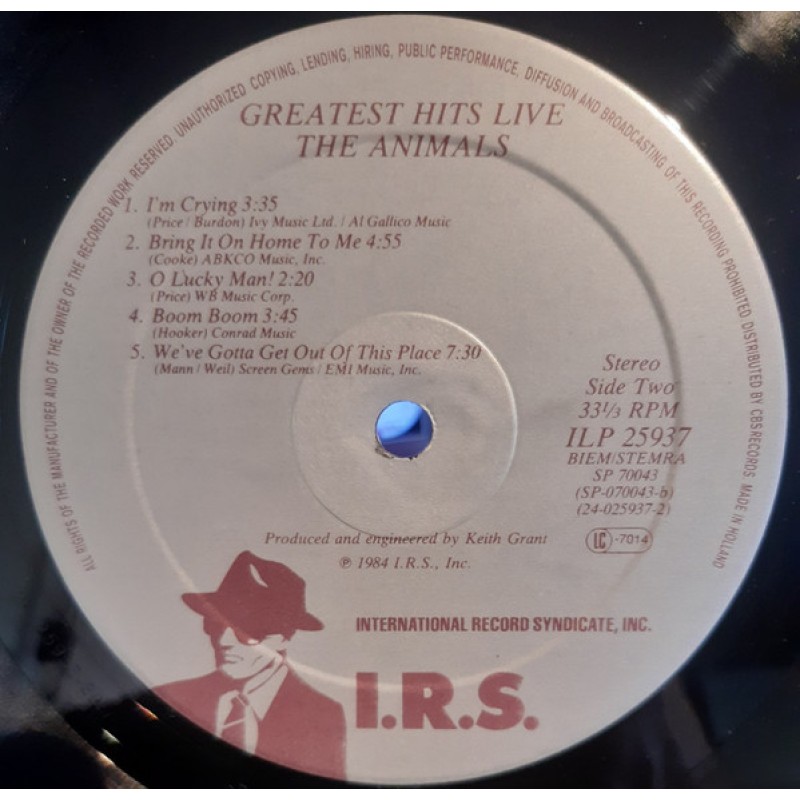 ALL RIGHTS OF THE MANUFACTURER AND OF THE OWNER OF THE RECORDED WORK RESERVED. UNAUTHORIZED COPYING, LENDING, HIRING, PUBLIC PERFORMANCE, DIFFUSION AND BROADCASTING OF THIS RECORDING PROHIBITED. DISTRIBUTED BY CBS RECORDS. MADE IN HOLLAND
GREATEST HITS LIVE
THE ANIMALS
1. I'm Crying 3:35
(Price / Burdon) Ivy Music Ltd. / Al Gallico Music
2. Bring It On Home To Me 4:55
(Cooke) ABKCO Music, Inc.
3. O Lucky Man! 2:20
(Price) WB Music Corp.
4. Boom Boom 3:45
(Hooker) Conrad Music
5. We've Gotta Get Out Of This Place 7:30
(Mann / Weil) Screen Gems / EMI Music, Inc.
Stereo
Side Two
33⅓ RPM
ILP 25937
BIEM/STEMRA
SP 70043
(SP-070043-b)
(24-025937-2)
LC -7014
Produced and engineered by Keith Grant
℗ 1984 I.R.S., Inc.
INTERNATIONAL RECORD SYNDICATE, INC.
I.R.S.